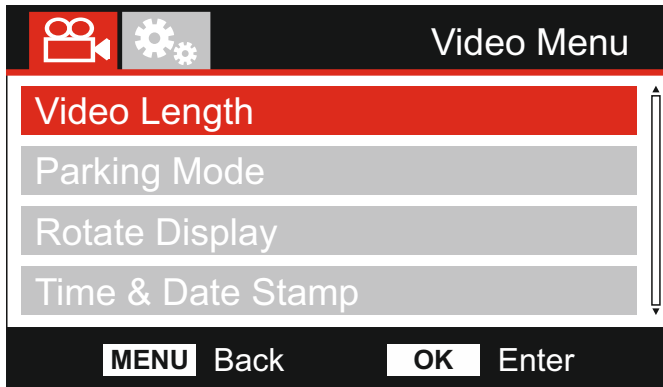 Video Menu
Video Length
Parking Mode
Rotate Display
Time & Date Stamp
MENU Back OK Enter